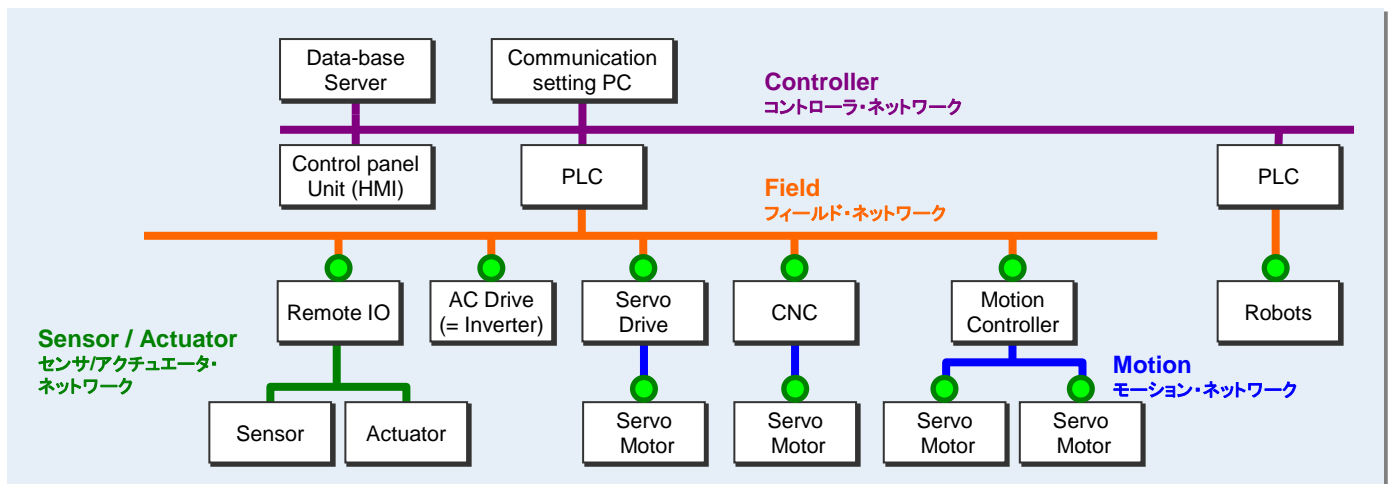 Data-base
Server
Communication
setting PC
Controller
コントローラ・ネットワーク
Control panel
Unit (HMI)
PLC
PLC
Field
フィールド・ネットワーク
Remote IO
AC Drive
(= Inverter)
Servo
Drive
CNC
Motion
Controller
Robots
Sensor / Actuator
センサ/アクチュエータ・
ネットワーク
Motion
モーション・ネットワーク
Sensor
Actuator
Servo
Motor
Servo
Motor
Servo
Motor
Servo
Motor